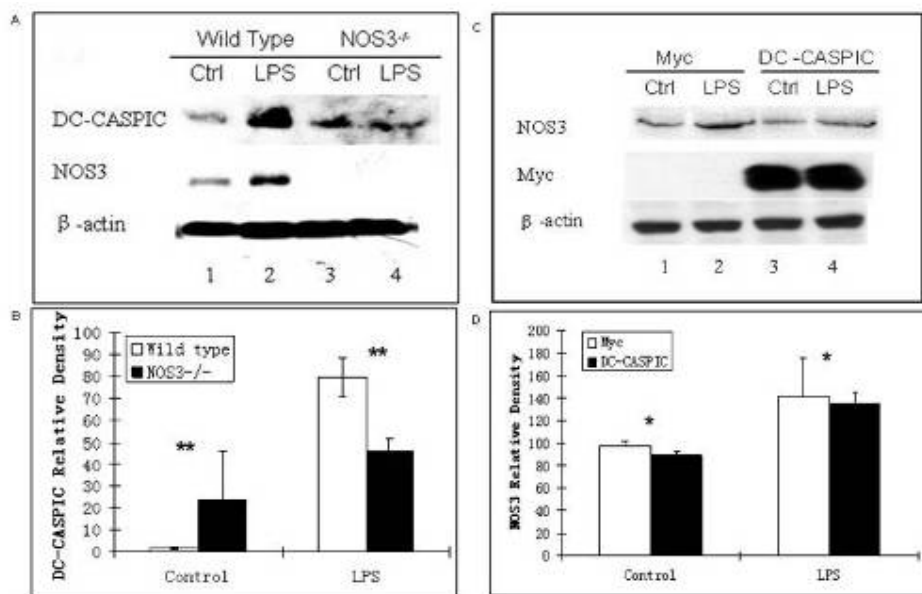 A
Wild Type NOS3-/-
Ctrl LPS Ctrl LPS
DC-CASPIC
NOS3
β-actin
1 2 3 4
B
DC-CASPIC Relative Density
90
80
70
60
50
40
30
20
10
0
Wild type
NOS3-/-
**
**
Control LPS
C
Myc DC-CASPIC
Ctrl LPS Ctrl LPS
NOS3
Myc
β-actin
1 2 3 4
D
NOS3 Relative Density
200
180
160
140
120
100
80
60
40
20
0
Myc
DC-CASPIC
*
*
Control LPS